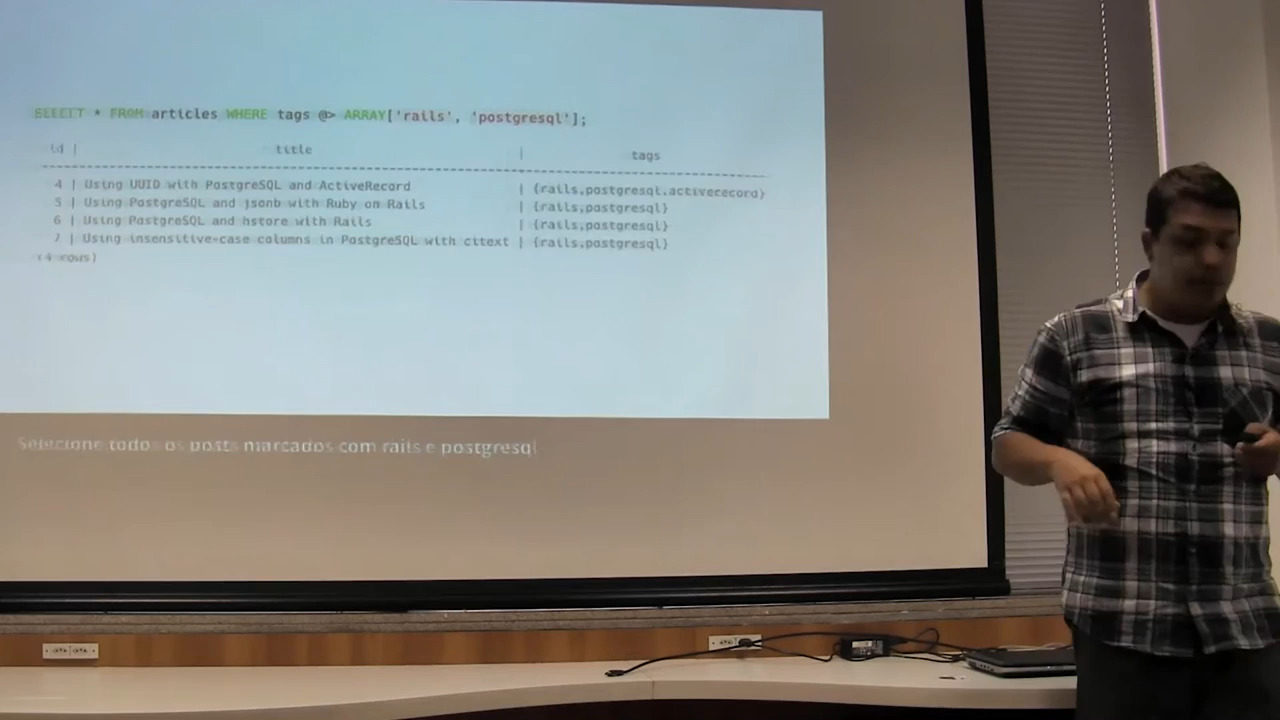 SELECT * FROM articles WHERE tags @> ARRAY['rails', 'postgresql'];
id | title | tags
4 | Using UUID with PostgreSQL and ActiveRecord | {rails,postgresql,activerecord}
5 | Using PostgreSQL and jsonb with Ruby on Rails | {rails,postgresql}
6 | Using PostgreSQL and hstore with Rails | {rails,postgresql}
7 | Using insensitive-case columns in PostgreSQL with citext | {rails,postgresql}
(4 rows)
Selecione todos os posts marcados com rails e postgresql